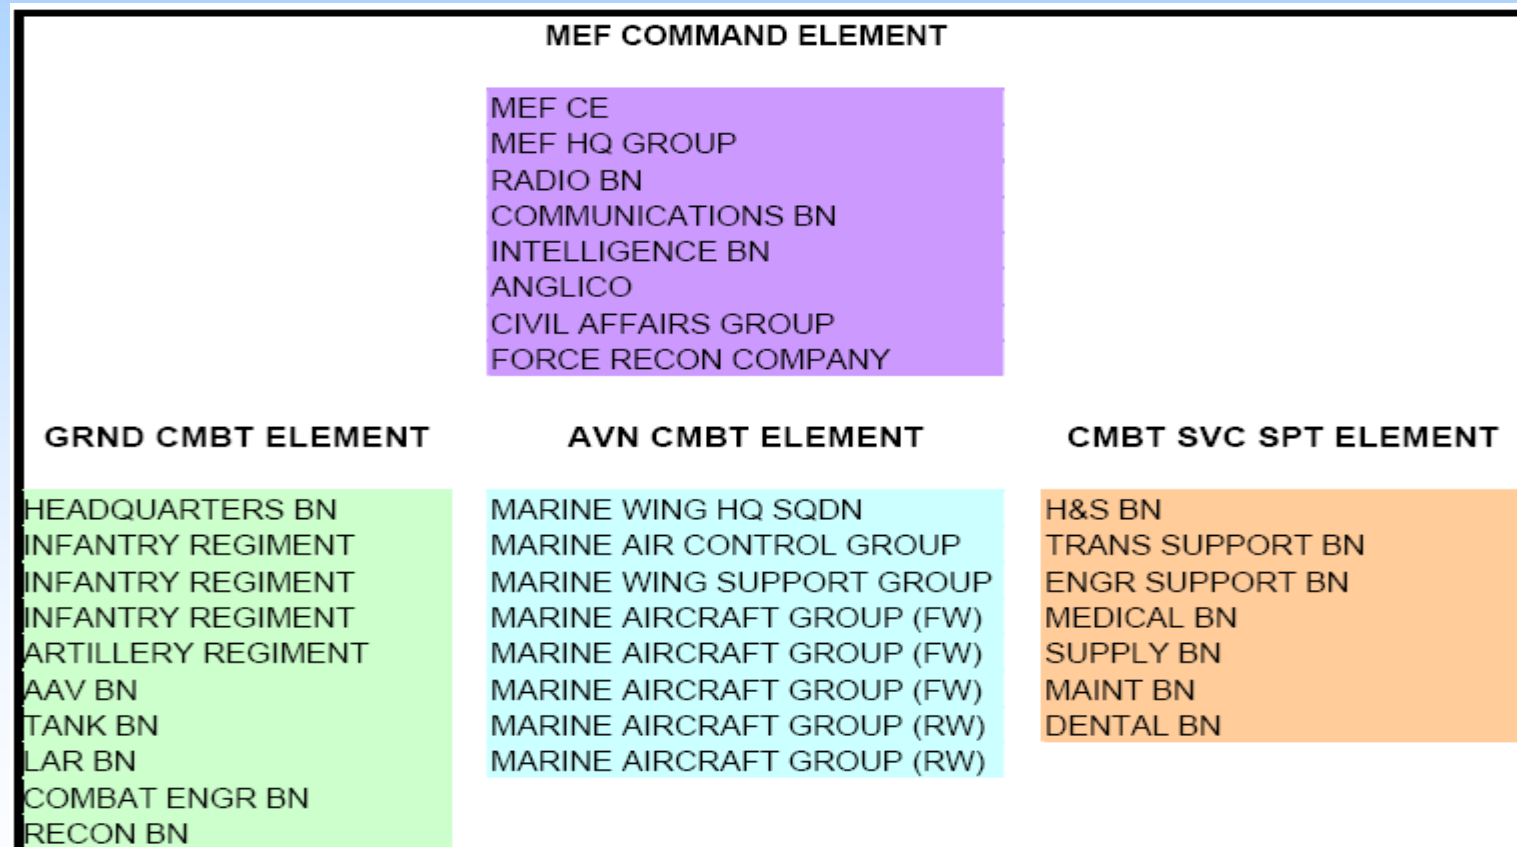 MEF COMMAND ELEMENT
MEF CE
MEF HQ GROUP
RADIO BN
COMMUNICATIONS BN
INTELLIGENCE BN
ANGLICO
CIVIL AFFAIRS GROUP
FORCE RECON COMPANY
GRND CMBT ELEMENT
HEADQUARTERS BN
INFANTRY REGIMENT
INFANTRY REGIMENT
INFANTRY REGIMENT
ARTILLERY REGIMENT
AAV BN
TANK BN
LAR BN
COMBAT ENGR BN
RECON BN
AVN CMBT ELEMENT
MARINE WING HQ SQDN
MARINE AIR CONTROL GROUP
MARINE WING SUPPORT GROUP
MARINE AIRCRAFT GROUP (FW)
MARINE AIRCRAFT GROUP (FW)
MARINE AIRCRAFT GROUP (FW)
MARINE AIRCRAFT GROUP (RW)
MARINE AIRCRAFT GROUP (RW)
CMBT SVC SPT ELEMENT
H&S BN
TRANS SUPPORT BN
ENGR SUPPORT BN
MEDICAL BN
SUPPLY BN
MAINT BN
DENTAL BN